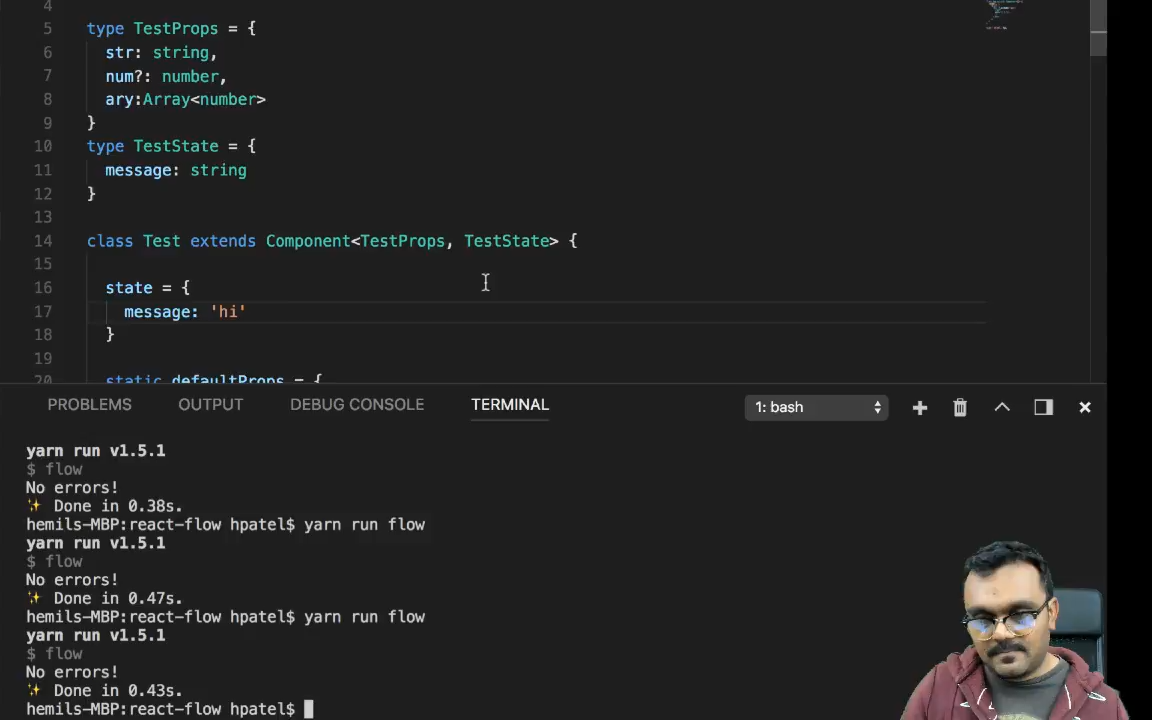 4
5 type TestProps = {
6 str: string,
7 num?: number,
8 ary:Array<number>
9 }
10 type TestState = {
11 message: string
12 }
13
14 class Test extends Component<TestProps, TestState> {
15
16 state = {
17 message: 'hi'
18 }
19
20 static defaultProps = {
PROBLEMS OUTPUT DEBUG CONSOLE TERMINAL 1: bash
yarn run v1.5.1
$ flow
No errors!
✨ Done in 0.38s.
hemils-MBP:react-flow hpatel$ yarn run flow
yarn run v1.5.1
$ flow
No errors!
✨ Done in 0.47s.
hemils-MBP:react-flow hpatel$ yarn run flow
yarn run v1.5.1
$ flow
No errors!
✨ Done in 0.43s.
hemils-MBP:react-flow hpatel$